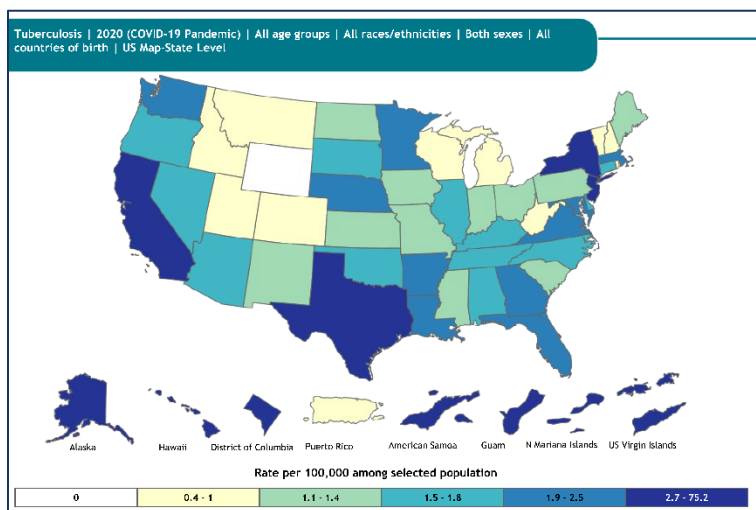 Tuberculosis | 2020 (COVID-19 Pandemic) | All age groups | All races/ethnicities | Both sexes | All
countries of birth | US Map-State Level
Alaska
Hawaii
District of Columbia
Puerto Rico
American Samoa
Guam
N Mariana Islands
US Virgin Islands
Rate per 100,000 among selected population
0
0.4 - 1
1.1 - 1.4
1.5 - 1.8
1.9 - 2.5
2.7 - 75.2